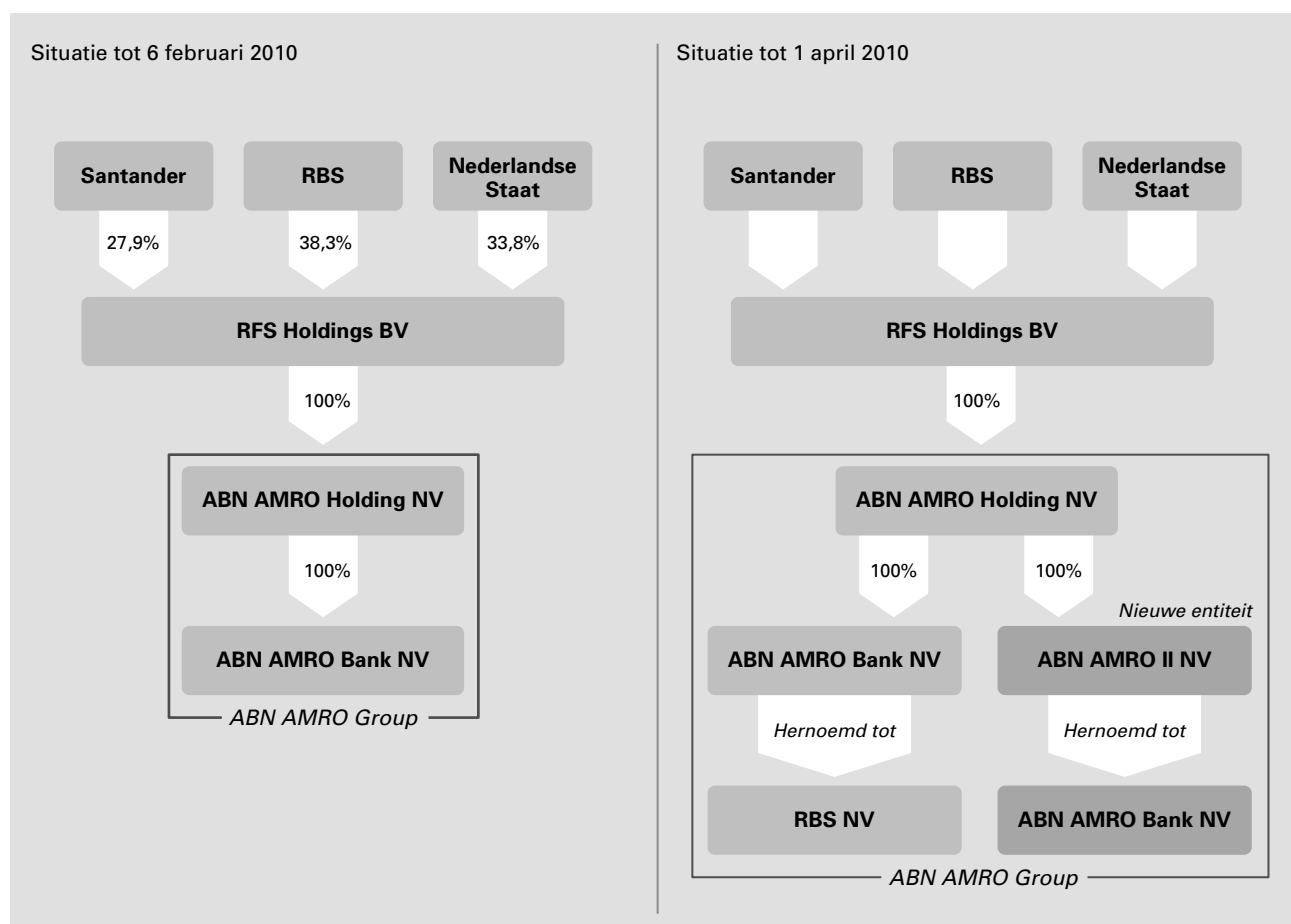 Situatie tot 6 februari 2010
Santander
RBS
Nederlandse
Staat
27,9%
38,3%
33,8%
RFS Holdings BV
100%
ABN AMRO Holding NV
100%
ABN AMRO Bank NV
ABN AMRO Group
Situatie tot 1 april 2010
Santander
RBS
Nederlandse
Staat
RFS Holdings BV
100%
ABN AMRO Holding NV
100%
100%
Nieuwe entiteit
ABN AMRO Bank NV
ABN AMRO II NV
Hernoemd tot
Hernoemd tot
RBS NV
ABN AMRO Bank NV
ABN AMRO Group